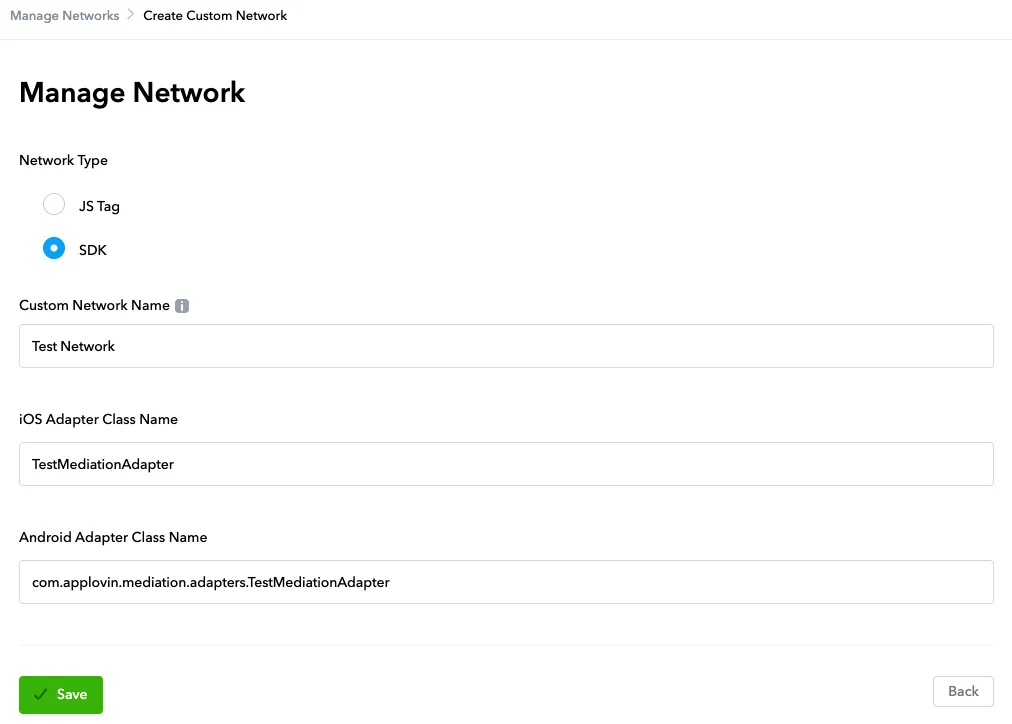 Manage Networks > Create Custom Network
Manage Network
Network Type
JS Tag
SDK
Custom Network Name i
Test Network
iOS Adapter Class Name
TestMediationAdapter
Android Adapter Class Name
com.applovin.mediation.adapters.TestMediationAdapter
Save
Back